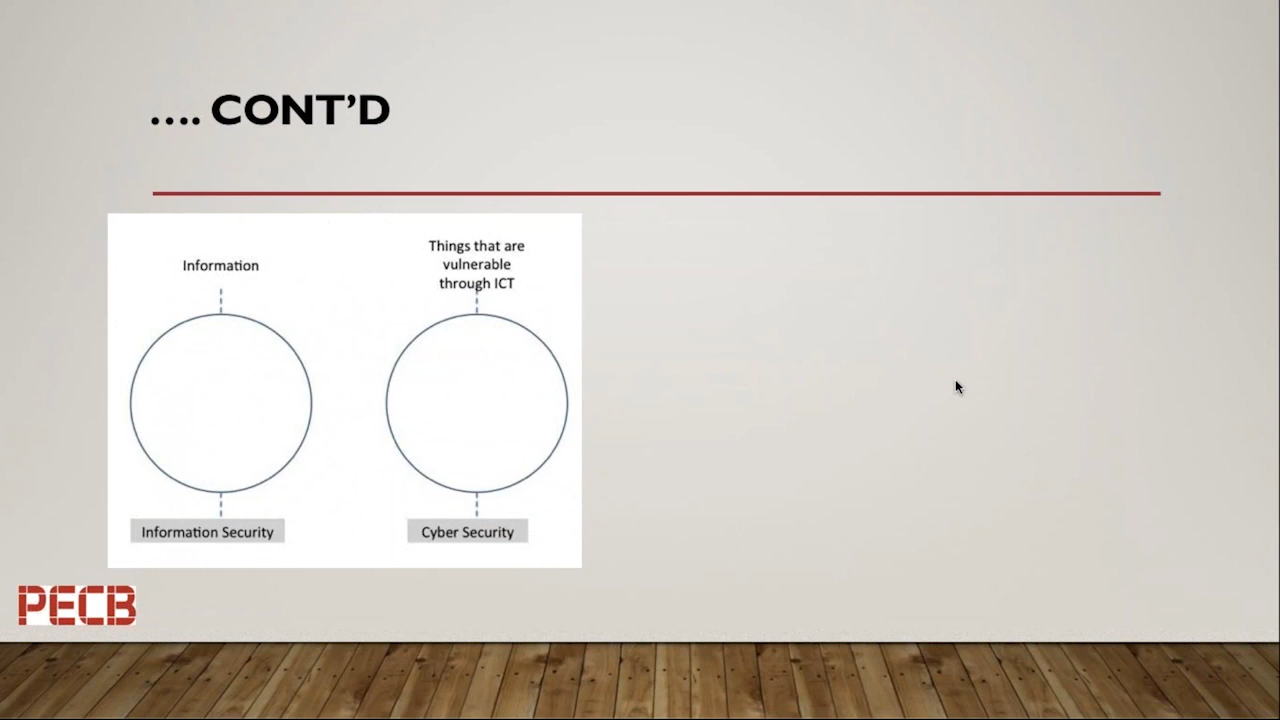 .... CONT’D
Information
Things that are
vulnerable
through ICT
Information Security
Cyber Security
PECB